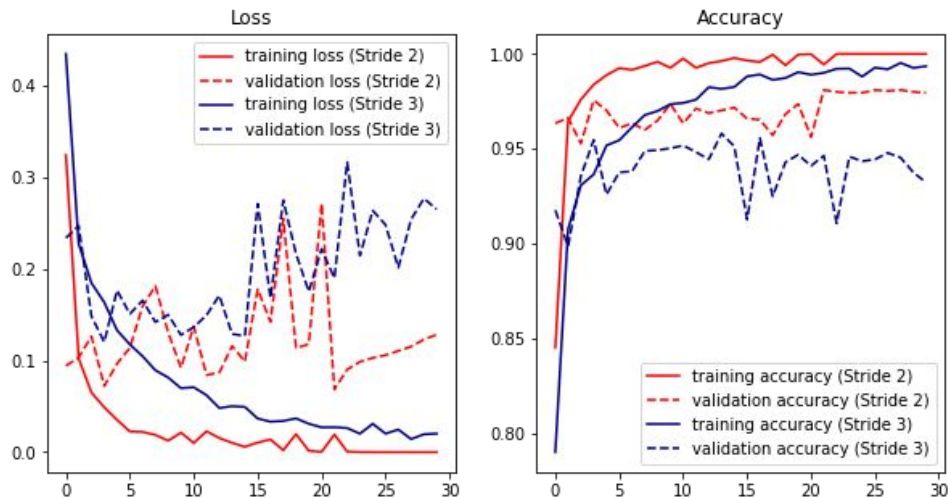 Loss
training loss (Stride 2)
validation loss (Stride 2)
training loss (Stride 3)
validation loss (Stride 3)
0.4
0.3
0.2
0.1
0.0
0 5 10 15 20 25 30
Accuracy
1.00
0.95
0.90
0.85
0.80
training accuracy (Stride 2)
validation accuracy (Stride 2)
training accuracy (Stride 3)
validation accuracy (Stride 3)
0 5 10 15 20 25 30